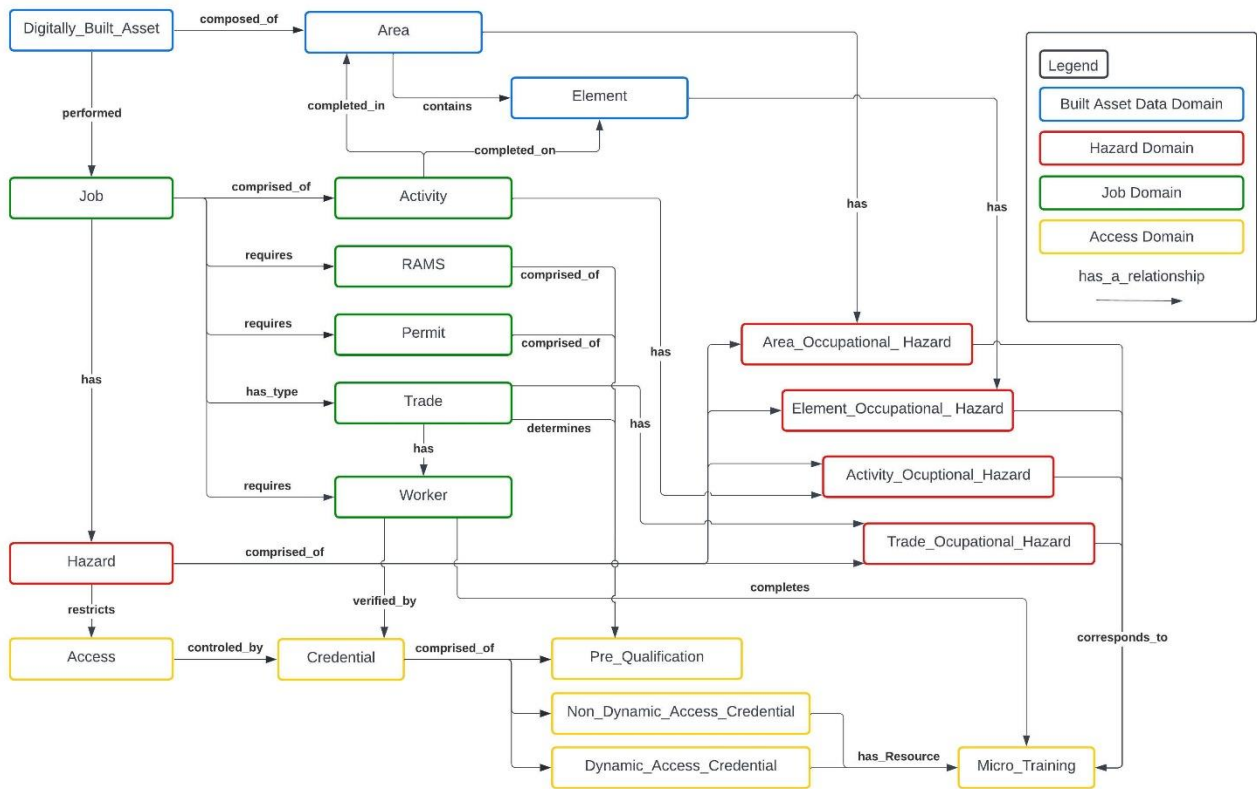 Digitally_Built_Asset
composed_of
Area
Legend
Built Asset Data Domain
Hazard Domain
Job Domain
Access Domain
has_a_relationship
completed_in
contains
Element
performed
completed_on
Job
comprised_of
Activity
has
has
requires
RAMS
comprised_of
requires
Permit
comprised_of
has
Area_Occupational_ Hazard
has
has_type
Trade
has
determines
Element_Occupational_ Hazard
has
Activity_Ocuptional_Hazard
requires
Worker
Trade_Ocupational_Hazard
Hazard
comprised_of
restricts
verified_by
completes
corresponds_to
Access
controled_by
Credential
comprised_of
Pre_Qualification
Non_Dynamic_Access_Credential
Dynamic_Access_Credential
has_Resource
Micro_Training